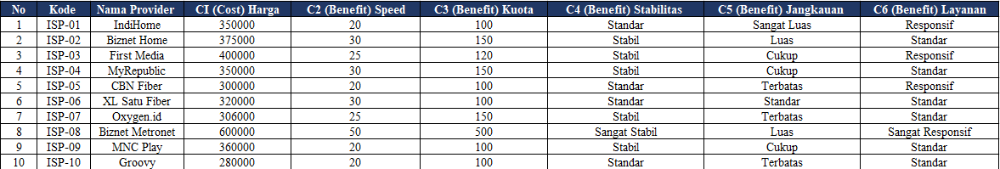 No Kode Nama Provider CI (Cost) Harga C2 (Benefit) Speed C3 (Benefit) Kuota C4 (Benefit) Stabilitas C5 (Benefit) Jangkauan C6 (Benefit) Layanan
1 ISP-01 IndiHome 350000 20 100 Standar Sangat Luas Responsif
2 ISP-02 Biznet Home 375000 30 150 Stabil Luas Standar
3 ISP-03 First Media 400000 25 120 Stabil Cukup Responsif
4 ISP-04 MyRepublic 350000 30 150 Stabil Cukup Standar
5 ISP-05 CBN Fiber 300000 20 100 Standar Terbatas Responsif
6 ISP-06 XL Satu Fiber 320000 30 100 Standar Standar Standar
7 ISP-07 Oxygen.id 306000 25 150 Stabil Terbatas Standar
8 ISP-08 Biznet Metronet 600000 50 500 Sangat Stabil Luas Sangat Responsif
9 ISP-09 MNC Play 360000 20 100 Stabil Cukup Standar
10 ISP-10 Groovy 280000 20 100 Standar Terbatas Standar